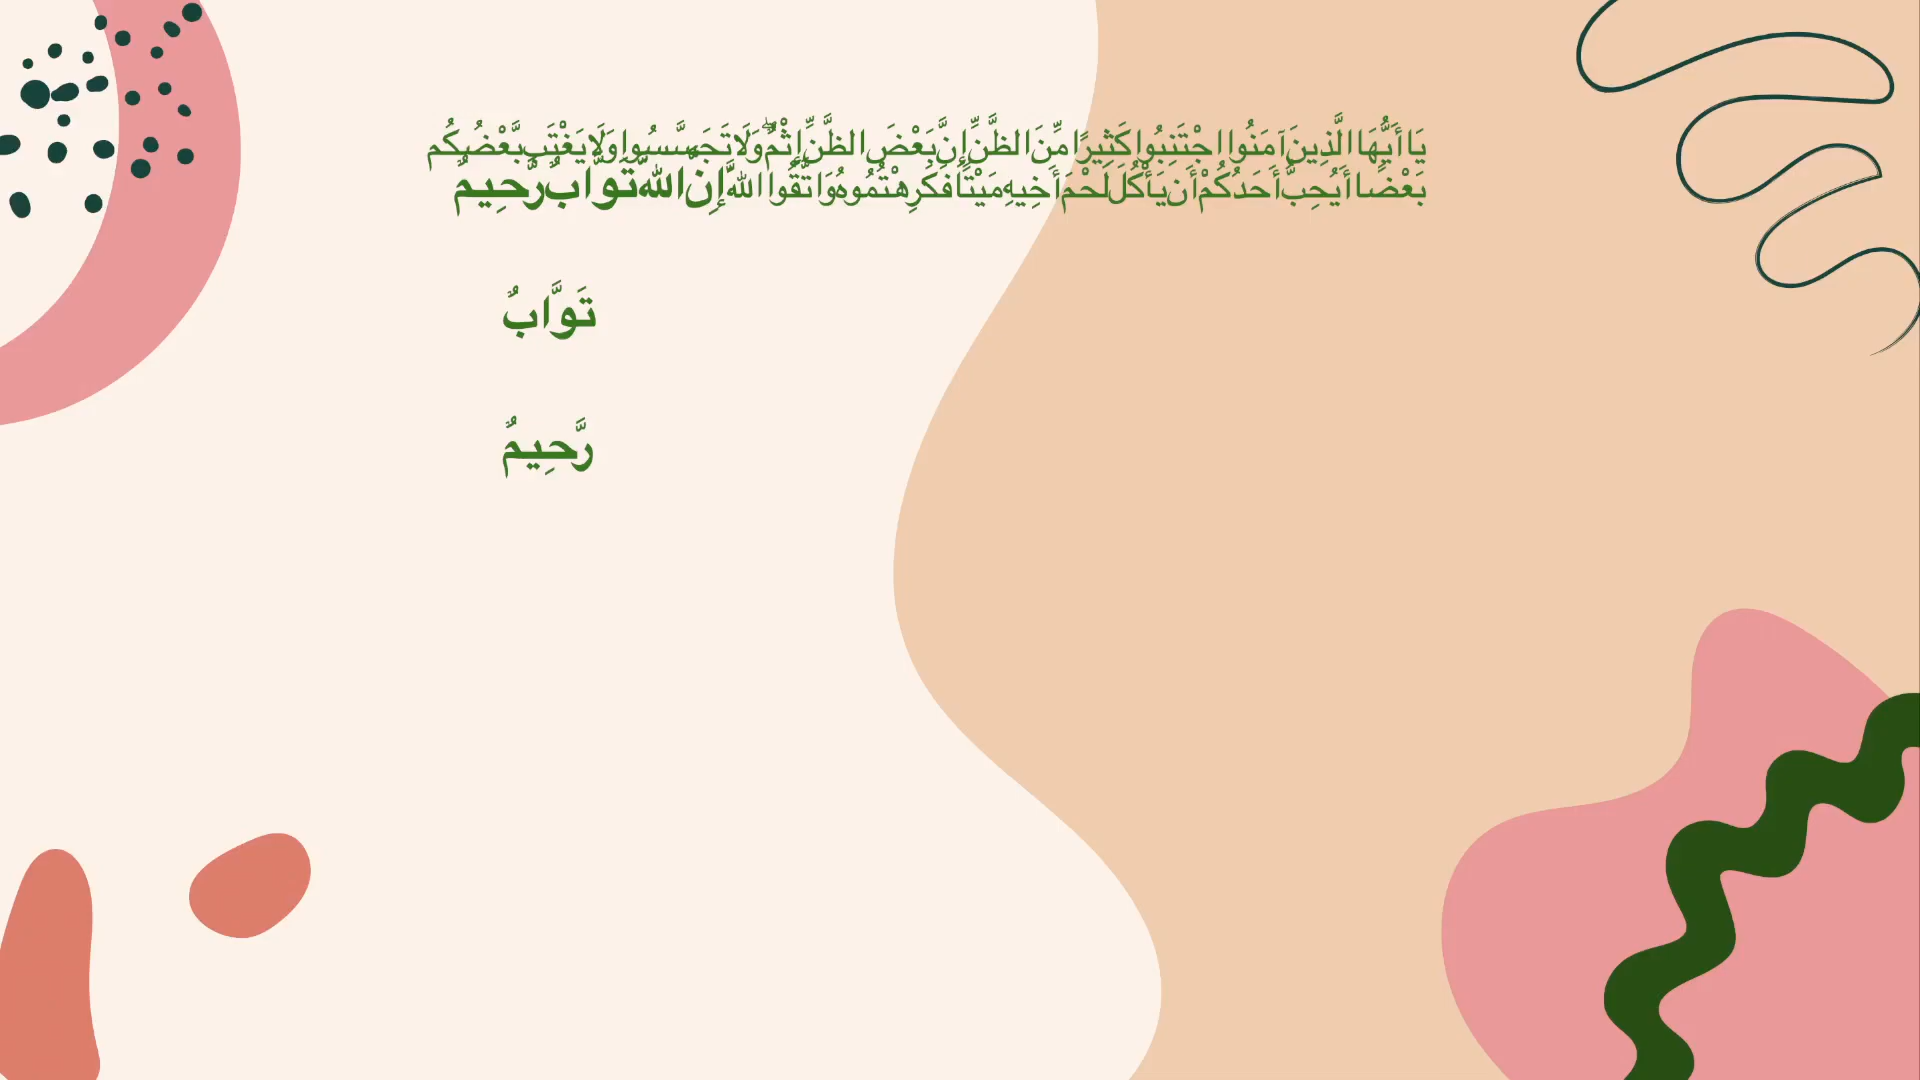 يَا أَيُّهَا الَّذِينَ آمَنُوا اجْتَنِبُوا كَثِيرًا مِّنَ الظَّنِّ إِنَّ بَعْضَ الظَّنِّ إِثْمٌ ۖ وَلَا تَجَسَّسُوا وَلَا يَغْتَب بَّعْضُكُم
بَعْضًا أَيُحِبُّ أَحَدُكُمْ أَن يَأْكُلَ لَحْمَ أَخِيهِ مَيْتًا فَكَرِهْتُمُوهُ وَاتَّقُوا اللَّهَ إِنَّ اللَّهَ تَوَّابٌ رَّحِيمٌ
تَوَّابٌ
رَّحِيمٌ